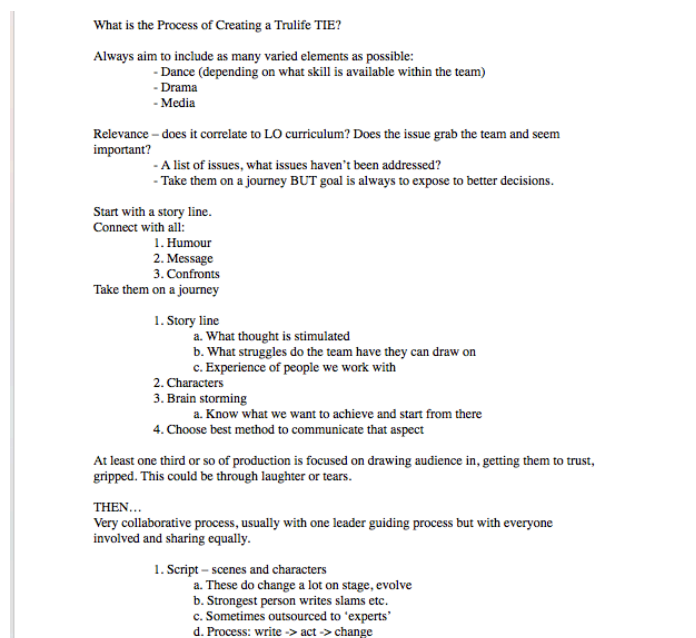 What is the Process of Creating a Trulife TIE?
Always aim to include as many varied elements as possible:
- Dance (depending on what skill is available within the team)
- Drama
- Media
Relevance – does it correlate to LO curriculum? Does the issue grab the team and seem
important?
- A list of issues, what issues haven't been addressed?
- Take them on a journey BUT goal is always to expose to better decisions.
Start with a story line.
Connect with all:
1. Humour
2. Message
3. Confronts
Take them on a journey
1. Story line
a. What thought is stimulated
b. What struggles do the team have they can draw on
c. Experience of people we work with
2. Characters
3. Brain storming
a. Know what we want to achieve and start from there
4. Choose best method to communicate that aspect
At least one third or so of production is focused on drawing audience in, getting them to trust,
gripped. This could be through laughter or tears.
THEN…
Very collaborative process, usually with one leader guiding process but with everyone
involved and sharing equally.
1. Script – scenes and characters
a. These do change a lot on stage, evolve
b. Strongest person writes slams etc.
c. Sometimes outsourced to 'experts'
d. Process: write -> act -> change